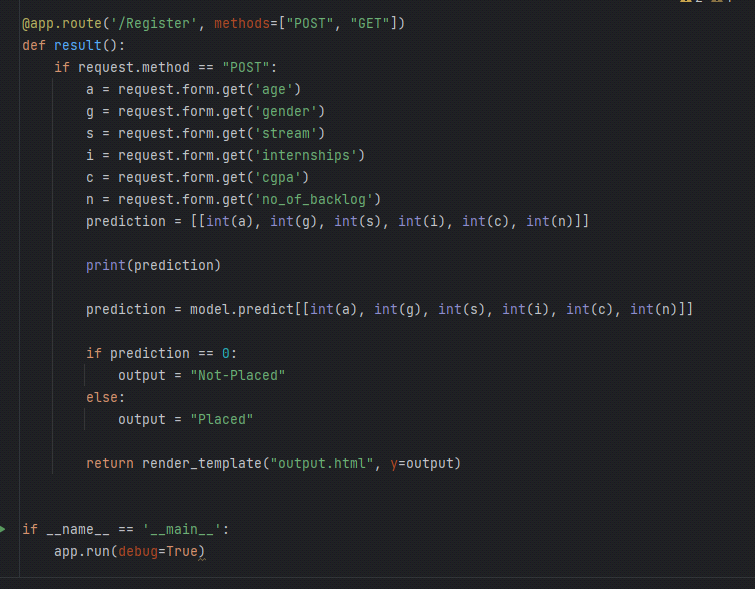 @app.route('/Register', methods=["POST", "GET"])
def result():
    if request.method == "POST":
        a = request.form.get('age')
        g = request.form.get('gender')
        s = request.form.get('stream')
        i = request.form.get('internships')
        c = request.form.get('cgpa')
        n = request.form.get('no_of_backlog')
        prediction = [[int(a), int(g), int(s), int(i), int(c), int(n)]]
        print(prediction)
        prediction = model.predict[[int(a), int(g), int(s), int(i), int(c), int(n)]]
        if prediction == 0:
            output = "Not-Placed"
        else:
            output = "Placed"
        return render_template("output.html", y=output)
if __name__ == '__main__':
    app.run(debug=True)